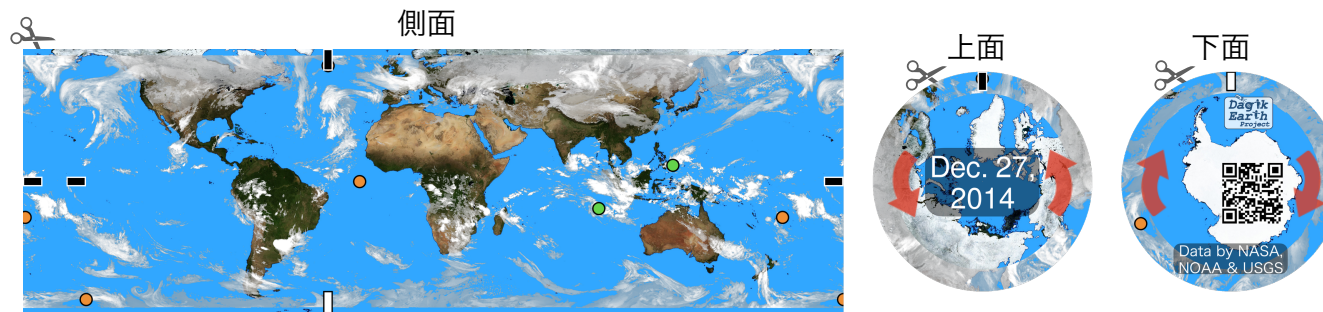 側面
上面
下面
Dec. 27,
2014
Dagik
Earth
Project
Data by NASA,
NOAA & USGS